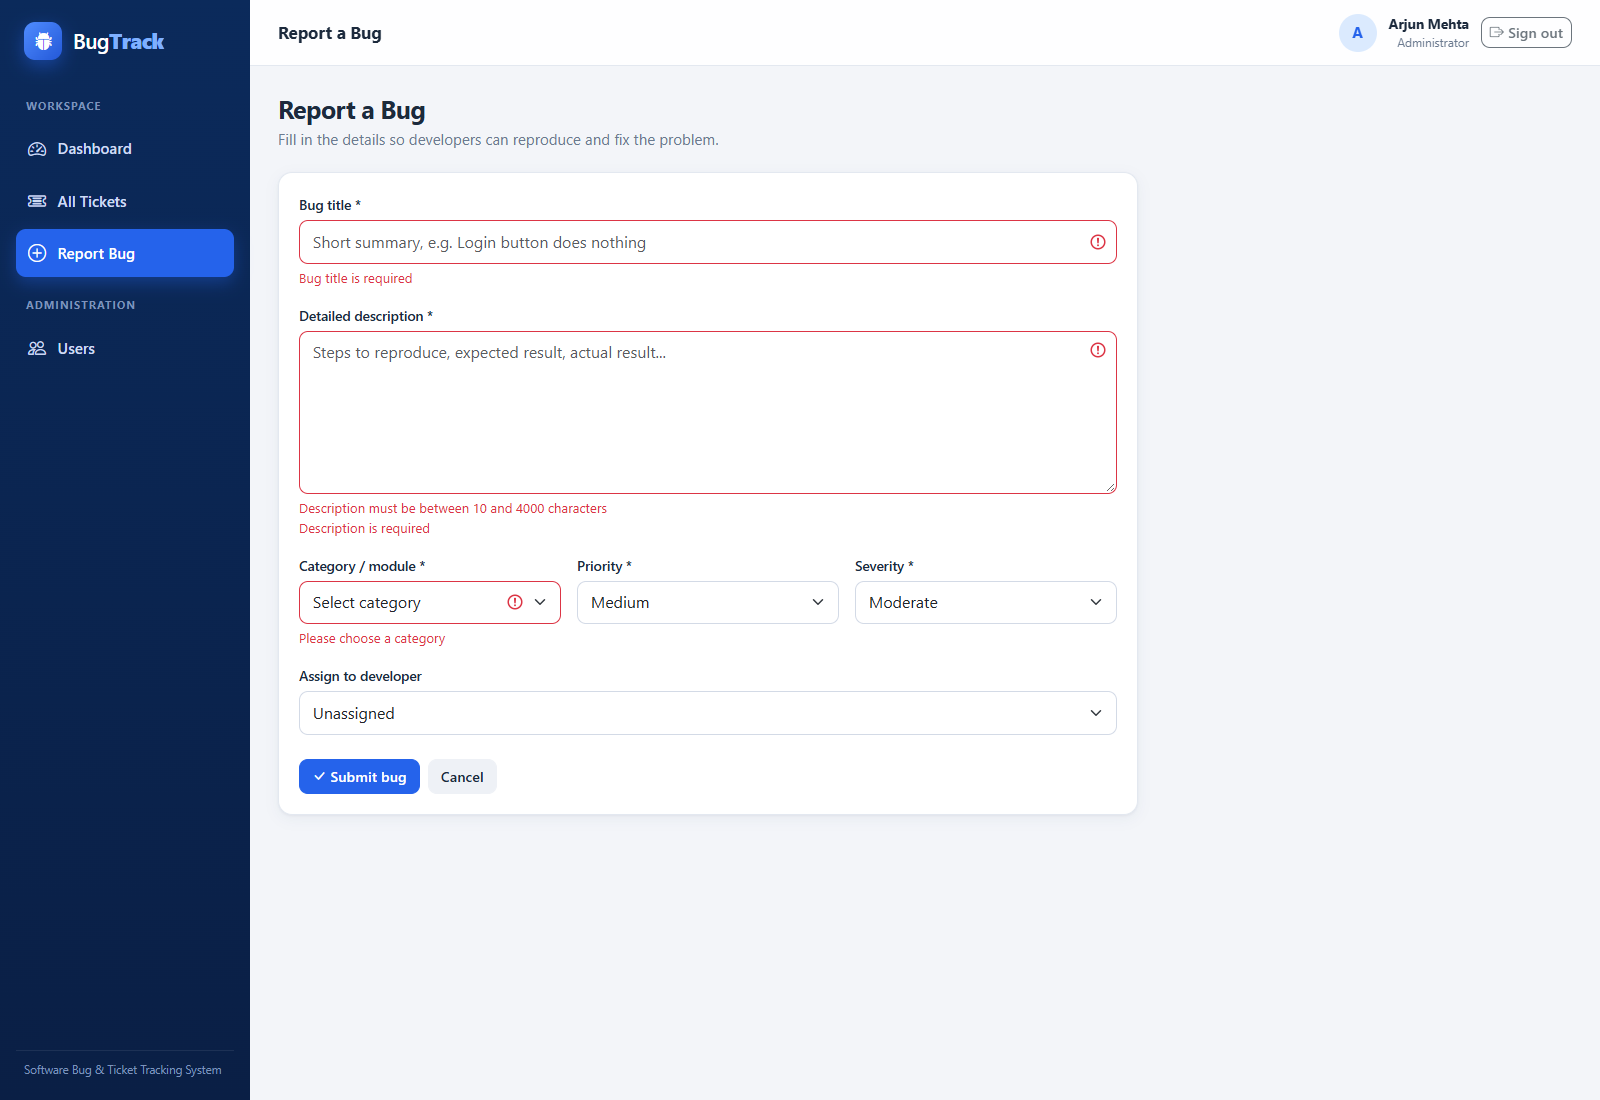 BugTrack
WORKSPACE
Dashboard
All Tickets
Report Bug
ADMINISTRATION
Users
Software Bug & Ticket Tracking System
Report a Bug
A
Arjun Mehta
Administrator
Sign out
Report a Bug
Fill in the details so developers can reproduce and fix the problem.
Bug title *
Short summary, e.g. Login button does nothing
Bug title is required
Detailed description *
Steps to reproduce, expected result, actual result...
Description must be between 10 and 4000 characters
Description is required
Category / module *
Select category
Please choose a category
Priority *
Medium
Severity *
Moderate
Assign to developer
Unassigned
Submit bug
Cancel